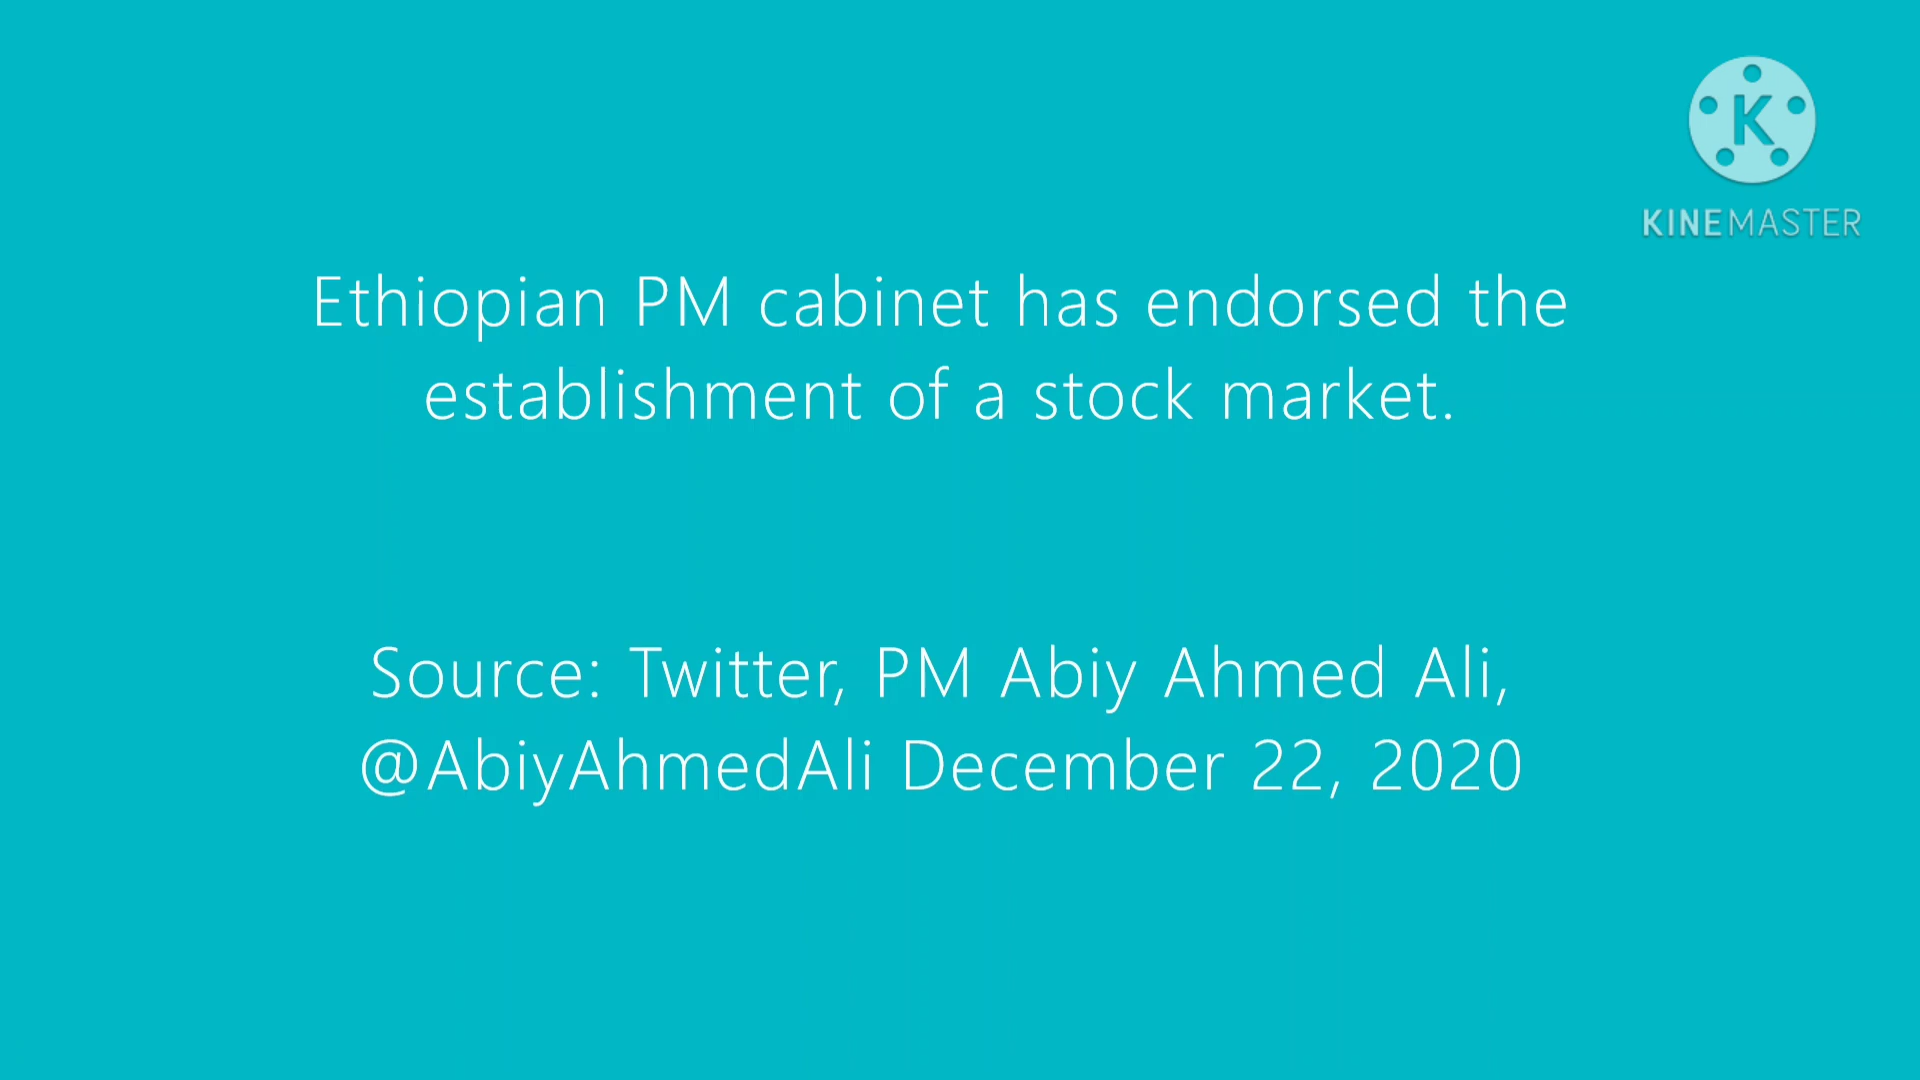 K
KINEMASTER
Ethiopian PM cabinet has endorsed the
establishment of a stock market.
Source: Twitter, PM Abiy Ahmed Ali,
@AbiyAhmedAli December 22, 2020